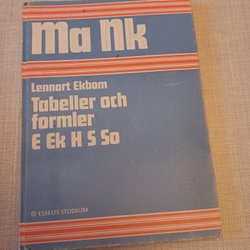 Ma Nk
Lennart Ekbom
Tabeller och
formler
E Ek H S So
ESSELTE STUDIUM